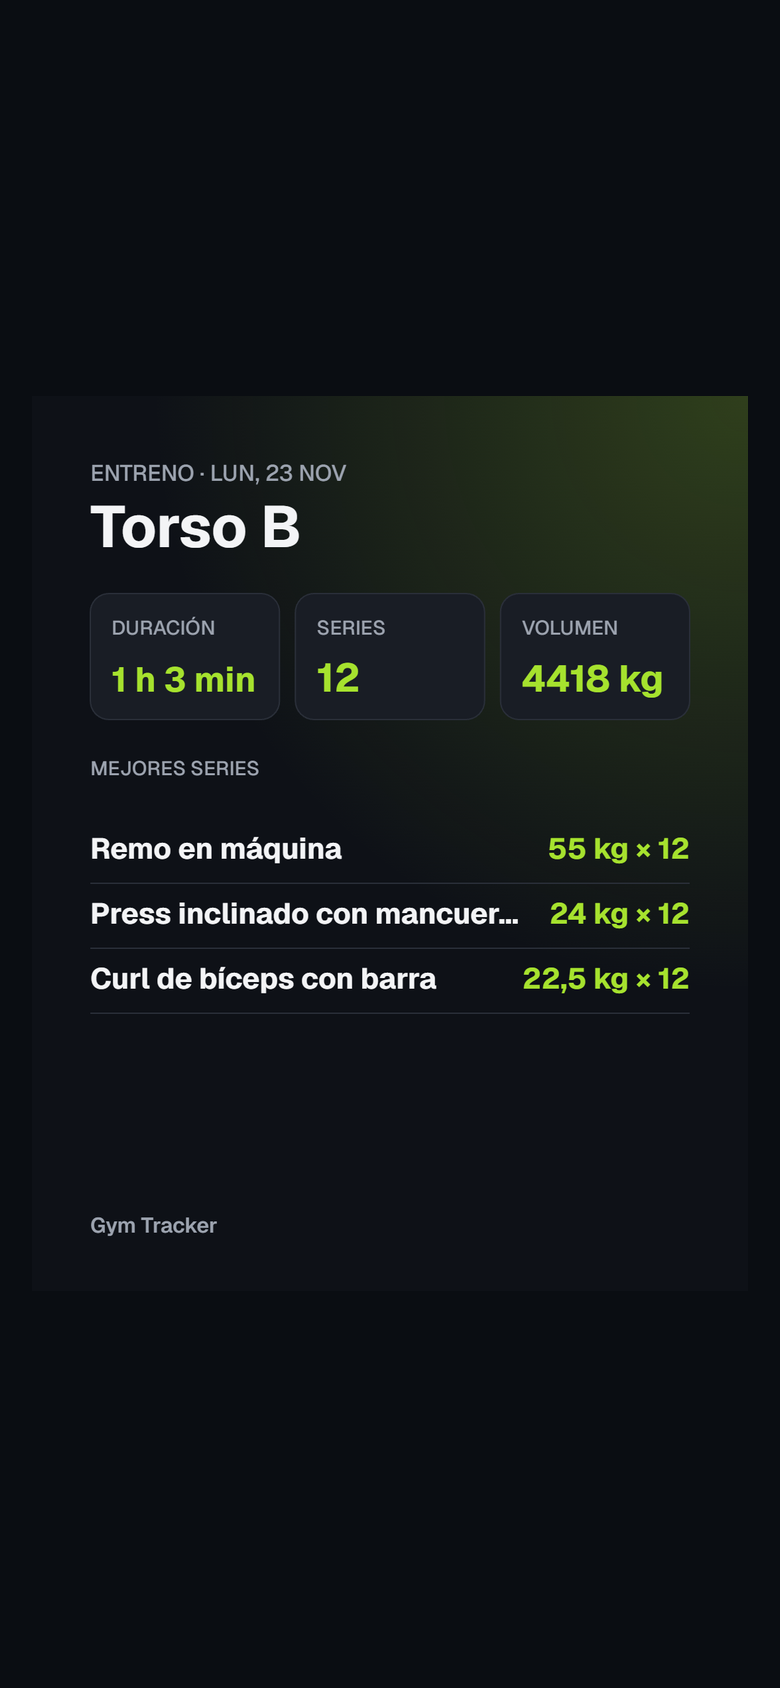 ENTRENO · LUN, 23 NOV
Torso B
DURACIÓN
1 h 3 min
SERIES
12
VOLUMEN
4418 kg
MEJORES SERIES
Remo en máquina 55 kg × 12
Press inclinado con mancuer... 24 kg × 12
Curl de bíceps con barra 22,5 kg × 12
Gym Tracker